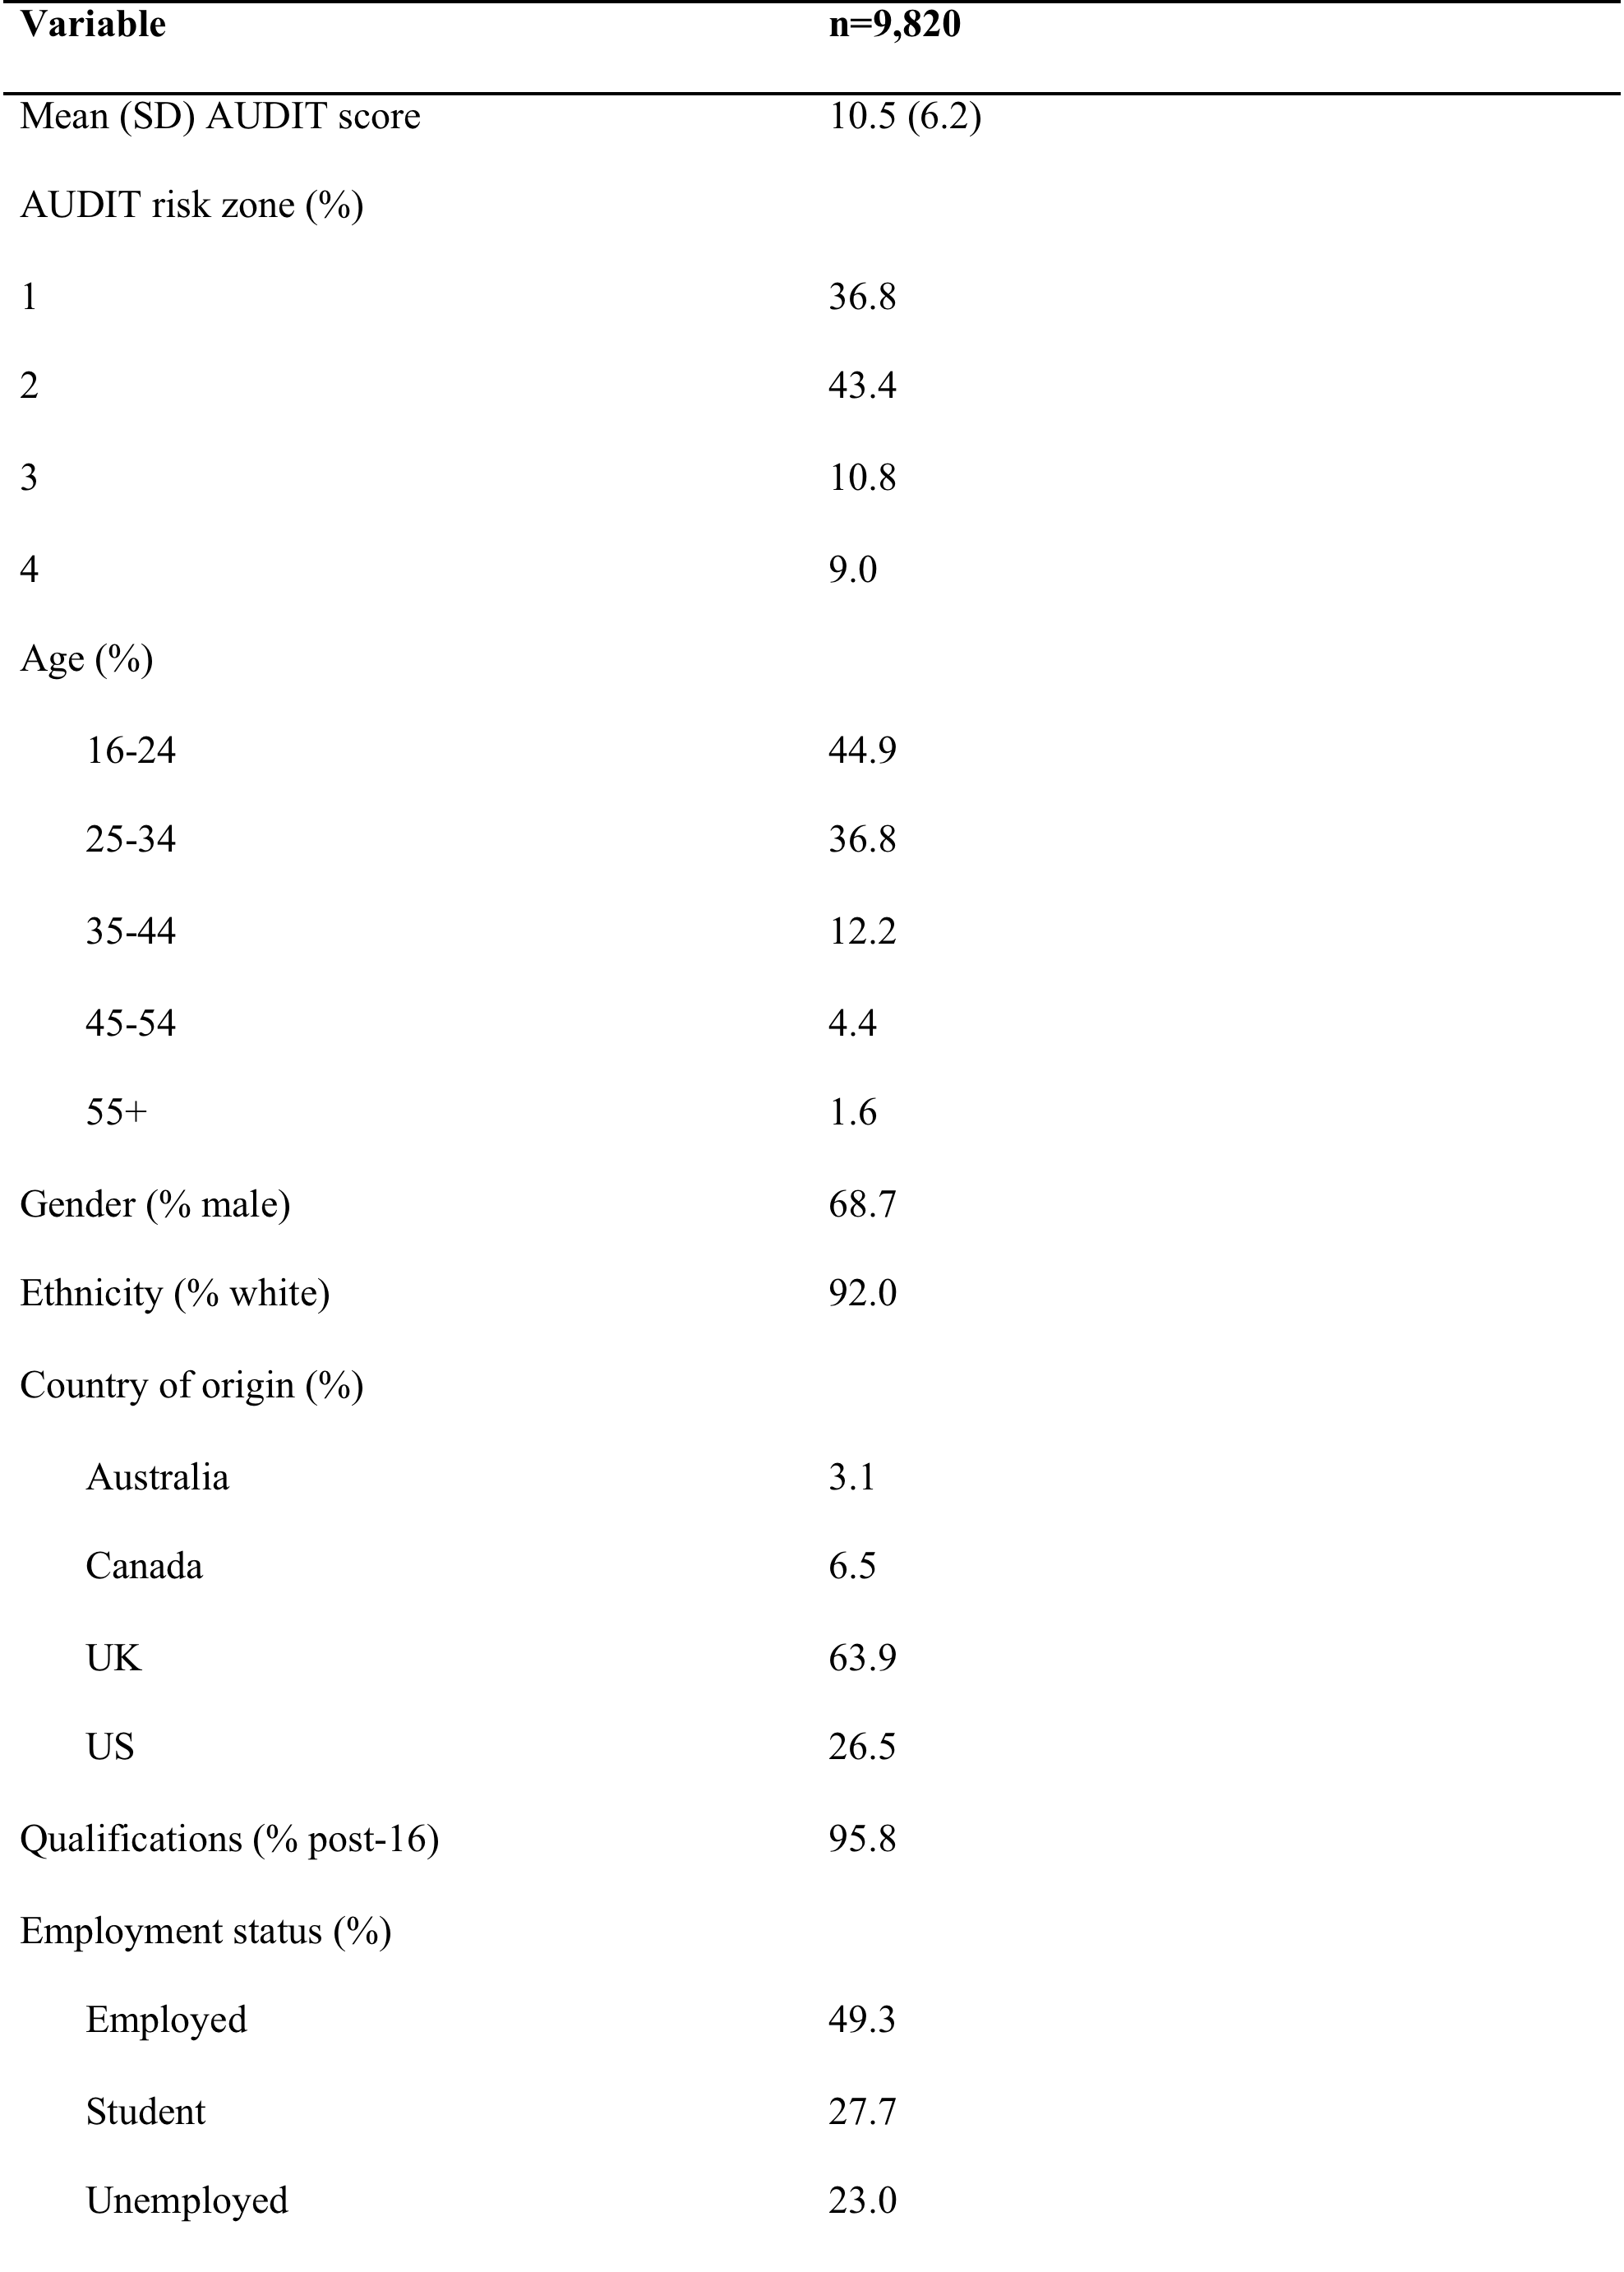 Variable n=9,820
Mean (SD) AUDIT score 10.5 (6.2)
AUDIT risk zone (%)
1 36.8
2 43.4
3 10.8
4 9.0
Age (%)
16-24 44.9
25-34 36.8
35-44 12.2
45-54 4.4
55+ 1.6
Gender (% male) 68.7
Ethnicity (% white) 92.0
Country of origin (%)
Australia 3.1
Canada 6.5
UK 63.9
US 26.5
Qualifications (% post-16) 95.8
Employment status (%)
Employed 49.3
Student 27.7
Unemployed 23.0